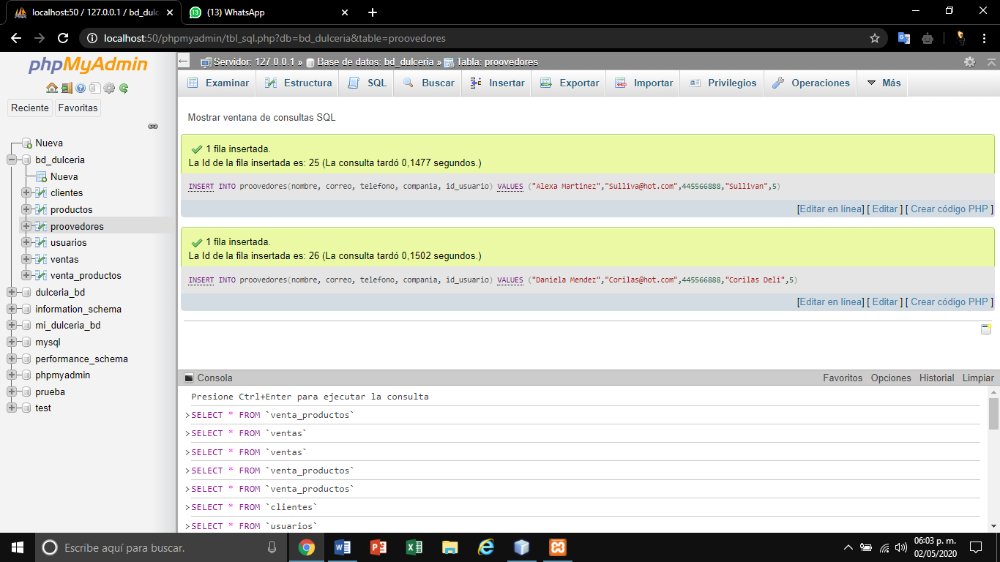 localhost:50 / 127.0.0.1 / bd_dulc
(13) WhatsApp
localhost:50/phpmyadmin/tbl_sql.php?db=bd_dulceria&table=proovedores
phpMyAdmin
Reciente
Favoritas
Nueva
bd_dulceria
Nueva
clientes
productos
proovedores
usuarios
ventas
venta_productos
dulceria_bd
information_schema
mi_dulceria_bd
mysql
performance_schema
phpmyadmin
prueba
test
Servidor: 127.0.0.1 » Base de datos: bd_dulceria » Tabla: proovedores
Examinar Estructura SQL Buscar Insertar Exportar Importar Privilegios Operaciones Más
Mostrar ventana de consultas SQL
1 fila insertada.
La Id de la fila insertada es: 25 (La consulta tardó 0,1477 segundos.)
INSERT INTO proovedores(nombre, correo, telefono, compania, id_usuario) VALUES ("Alexa Martinez","Sulliva@hot.com",445566888,"Sullivan",5)
[Editar en línea] [ Editar ] [ Crear código PHP ]
1 fila insertada.
La Id de la fila insertada es: 26 (La consulta tardó 0,1502 segundos.)
INSERT INTO proovedores(nombre, correo, telefono, compania, id_usuario) VALUES ("Daniela Mendez","Corilas@hot.com",445566888,"Corilas Deli",5)
[Editar en línea] [ Editar ] [ Crear código PHP ]
Consola
Favoritos Opciones Historial Limpiar
Presione Ctrl+Enter para ejecutar la consulta
>SELECT * FROM `venta_productos`
>SELECT * FROM `ventas`
>SELECT * FROM `ventas`
>SELECT * FROM `venta_productos`
>SELECT * FROM `venta_productos`
>SELECT * FROM `clientes`
>SELECT * FROM `usuarios`
Escribe aquí para buscar.
06:03 p. m.
02/05/2020